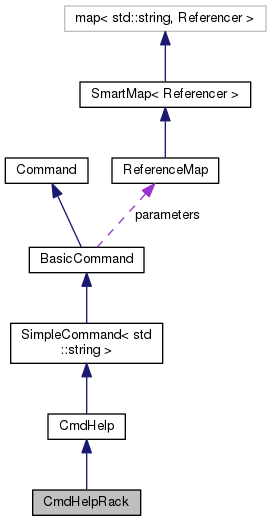 map< std::string, Referencer >
SmartMap< Referencer >
Command
ReferenceMap
parameters
BasicCommand
SimpleCommand< std
::string >
CmdHelp
CmdHelpRack